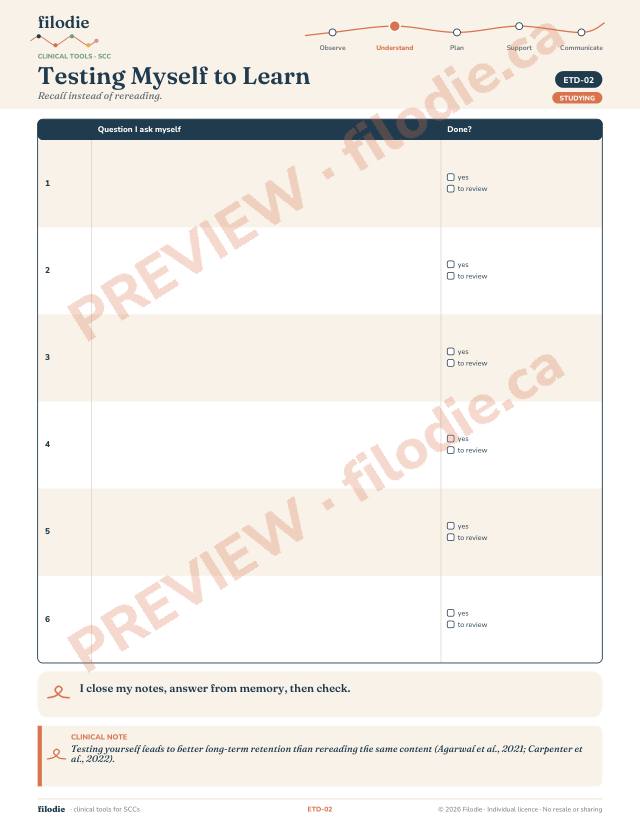 filodie
CLINICAL TOOLS · SCC
Observe
Understand
Plan
Support
Communicate
Testing Myself to Learn
Recall instead of rereading.
ETD-02
STUDYING
Question I ask myself
Done?
1
yes
to review
2
yes
to review
3
yes
to review
4
yes
to review
5
yes
to review
6
yes
to review
PREVIEW · filodie.ca
PREVIEW · filodie.ca
I close my notes, answer from memory, then check.
CLINICAL NOTE
Testing yourself leads to better long-term retention than rereading the same content (Agarwal et al., 2021; Carpenter et
al., 2022).
filodie · clinical tools for SCCs
ETD-02
© 2026 Filodie · Individual licence · No resale or sharing